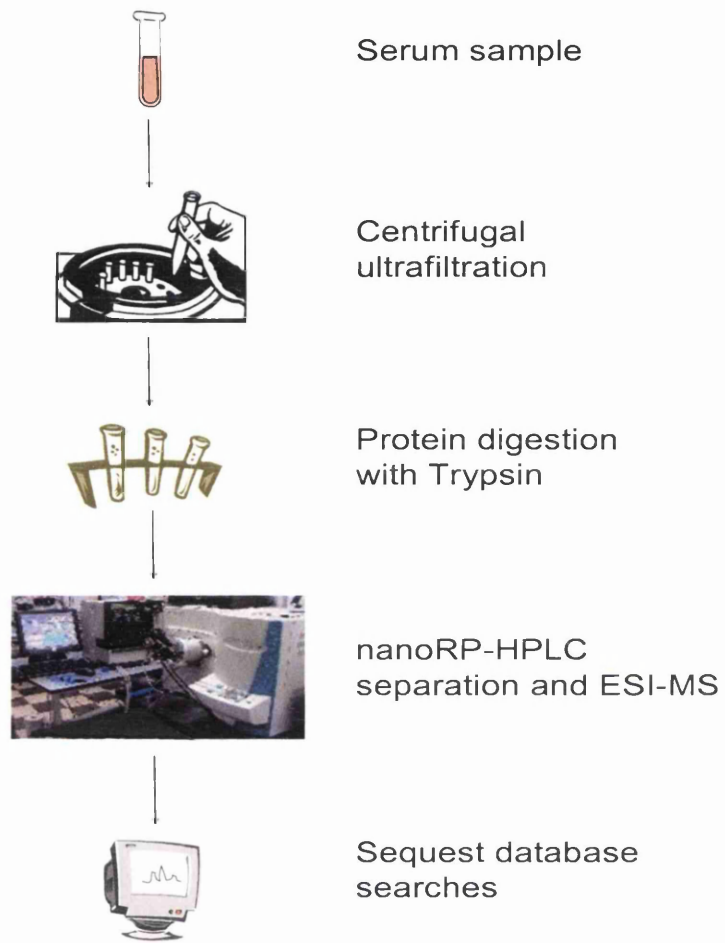 Serum sample
Centrifugal
ultrafiltration
Protein digestion
with Trypsin
nanoRP-HPLC
separation and ESI-MS
Sequest database
searches